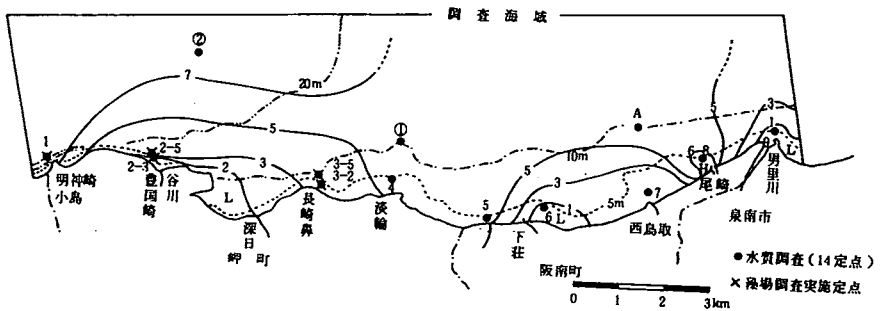 調査海域
②
7
20m
5
①
A
3
5
1
1
2-5
3-5
3-2
2-3
2
3
10m
5
6-8
3
L
男里川
尾崎
明神崎
小島
豊国崎
谷川
L
深日
岬町
長崎鼻
淡輪
5
下荘
6
1
L
5m
7
西鳥取
泉南市
阪南町
●水質調査(14定点)
×藻場調査実施定点
0 1 2 3km